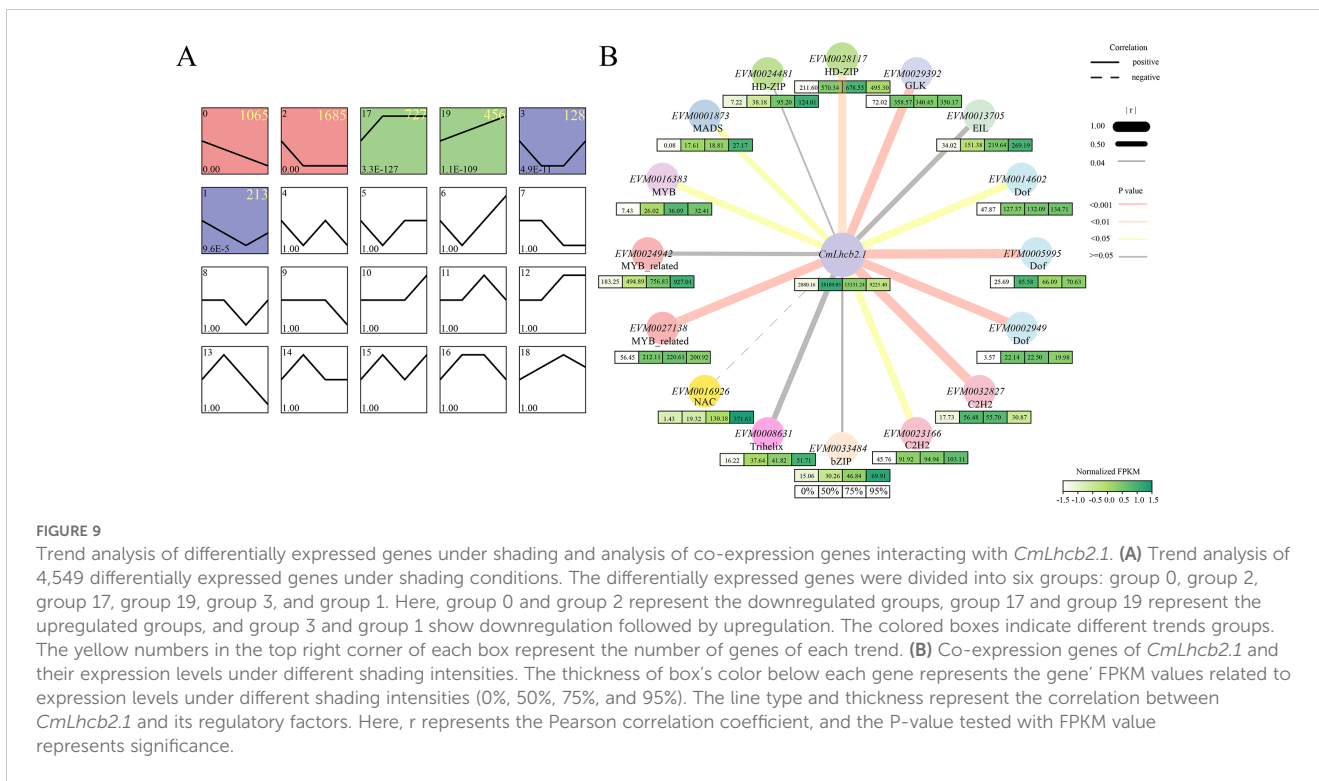 A
B
0 1065
0.00
2 1685
0.00
17 727
3.3E-127
19 456
1.1E-109
3 128
4.9E-11
1 213
9.6E-5
4
1.00
5
1.00
6
1.00
7
1.00
8
1.00
9
1.00
10
1.00
11
1.00
12
1.00
13
1.00
14
1.00
15
1.00
16
1.00
18
1.00
EVM0028117
HD-ZIP
211.60 570.34 678.55 495.30
EVM0024481
HD-ZIP
7.22 38.18 95.20 124.01
EVM0029392
GLK
72.02 358.57 340.45 350.17
EVM0001873
MADS
0.08 17.61 18.81 27.17
EVM0013705
EIL
34.02 151.38 219.64 269.19
EVM0016383
MYB
7.43 26.02 36.09 32.41
EVM0014602
Dof
47.87 127.37 132.09 134.71
EVM0024942
MYB_related
183.25 494.89 756.83 927.01
CmLhcb2.1
EVM0005995
Dof
25.69 85.58 66.09 70.63
EVM0027138
MYB_related
56.45 212.11 220.61 200.92
EVM0002949
Dof
3.57 22.14 22.50 19.98
EVM0016926
NAC
1.43 19.32 130.18 371.65
EVM0032827
C2H2
17.73 56.48 55.70 30.87
EVM0008631
Trihelix
16.22 37.64 41.82 51.71
EVM0033484
bZIP
15.06 30.26 46.84 69.91
0% 50% 75% 95%
EVM0023166
C2H2
45.76 91.92 94.94 103.11
Correlation
positive
negative
| r |
1.00
0.50
0.04
P value
<0.001
<0.01
<0.05
>=0.05
Normalized FPKM
-1.5 -1.0 0 1.0 1.5
FIGURE 9
Trend analysis of differentially expressed genes under shading and analysis of co-expression genes interacting with CmLhcb2.1. (A) Trend analysis of
4,549 differentially expressed genes under shading conditions. The differentially expressed genes were divided into six groups: group 0, group 2,
group 17, group 19, group 3, and group 1. Here, group 0 and group 2 represent the downregulated groups, group 17 and group 19 represent the
upregulated groups, and group 3 and group 1 show downregulation followed by upregulation. The colored boxes indicate different trends groups.
The yellow numbers in the top right corner of each box represent the number of genes of each trend. (B) Co-expression genes of CmLhcb2.1 and
their expression levels under different shading intensities. The thickness of box's color below each gene represents the gene' FPKM values related to
expression levels under different shading intensities (0%, 50%, 75%, and 95%). The line type and thickness represent the correlation between
CmLhcb2.1 and its regulatory factors. Here, r represents the Pearson correlation coefficient, and the P-value tested with FPKM value
represents significance.